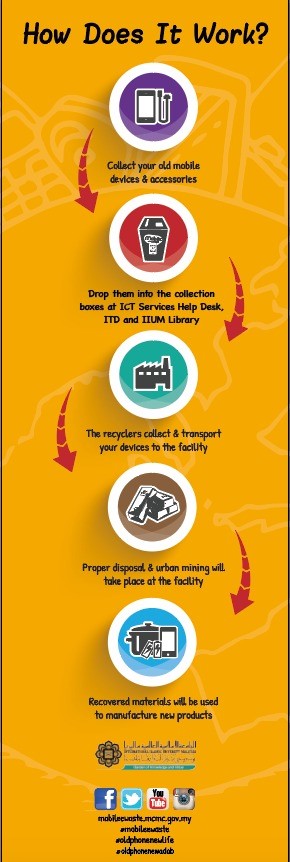 How Does It Work?
Collect your old mobile
devices & accessories
Drop them into the collection
boxes at ICT Services Help Desk,
ITD and IIUM Library
The recyclers collect & transport
your devices to the facility
Proper disposal & urban mining will
take place at the facility
Recovered materials will be used
to manufacture new products
INTERNATIONAL ISLAMIC UNIVERSITY MALAYSIA
Garden of Knowledge and Virtue
You
Tube
mobileewaste.mcmc.gov.my
#mobileewaste
#oldphonenewlife
#oldphonenewadab